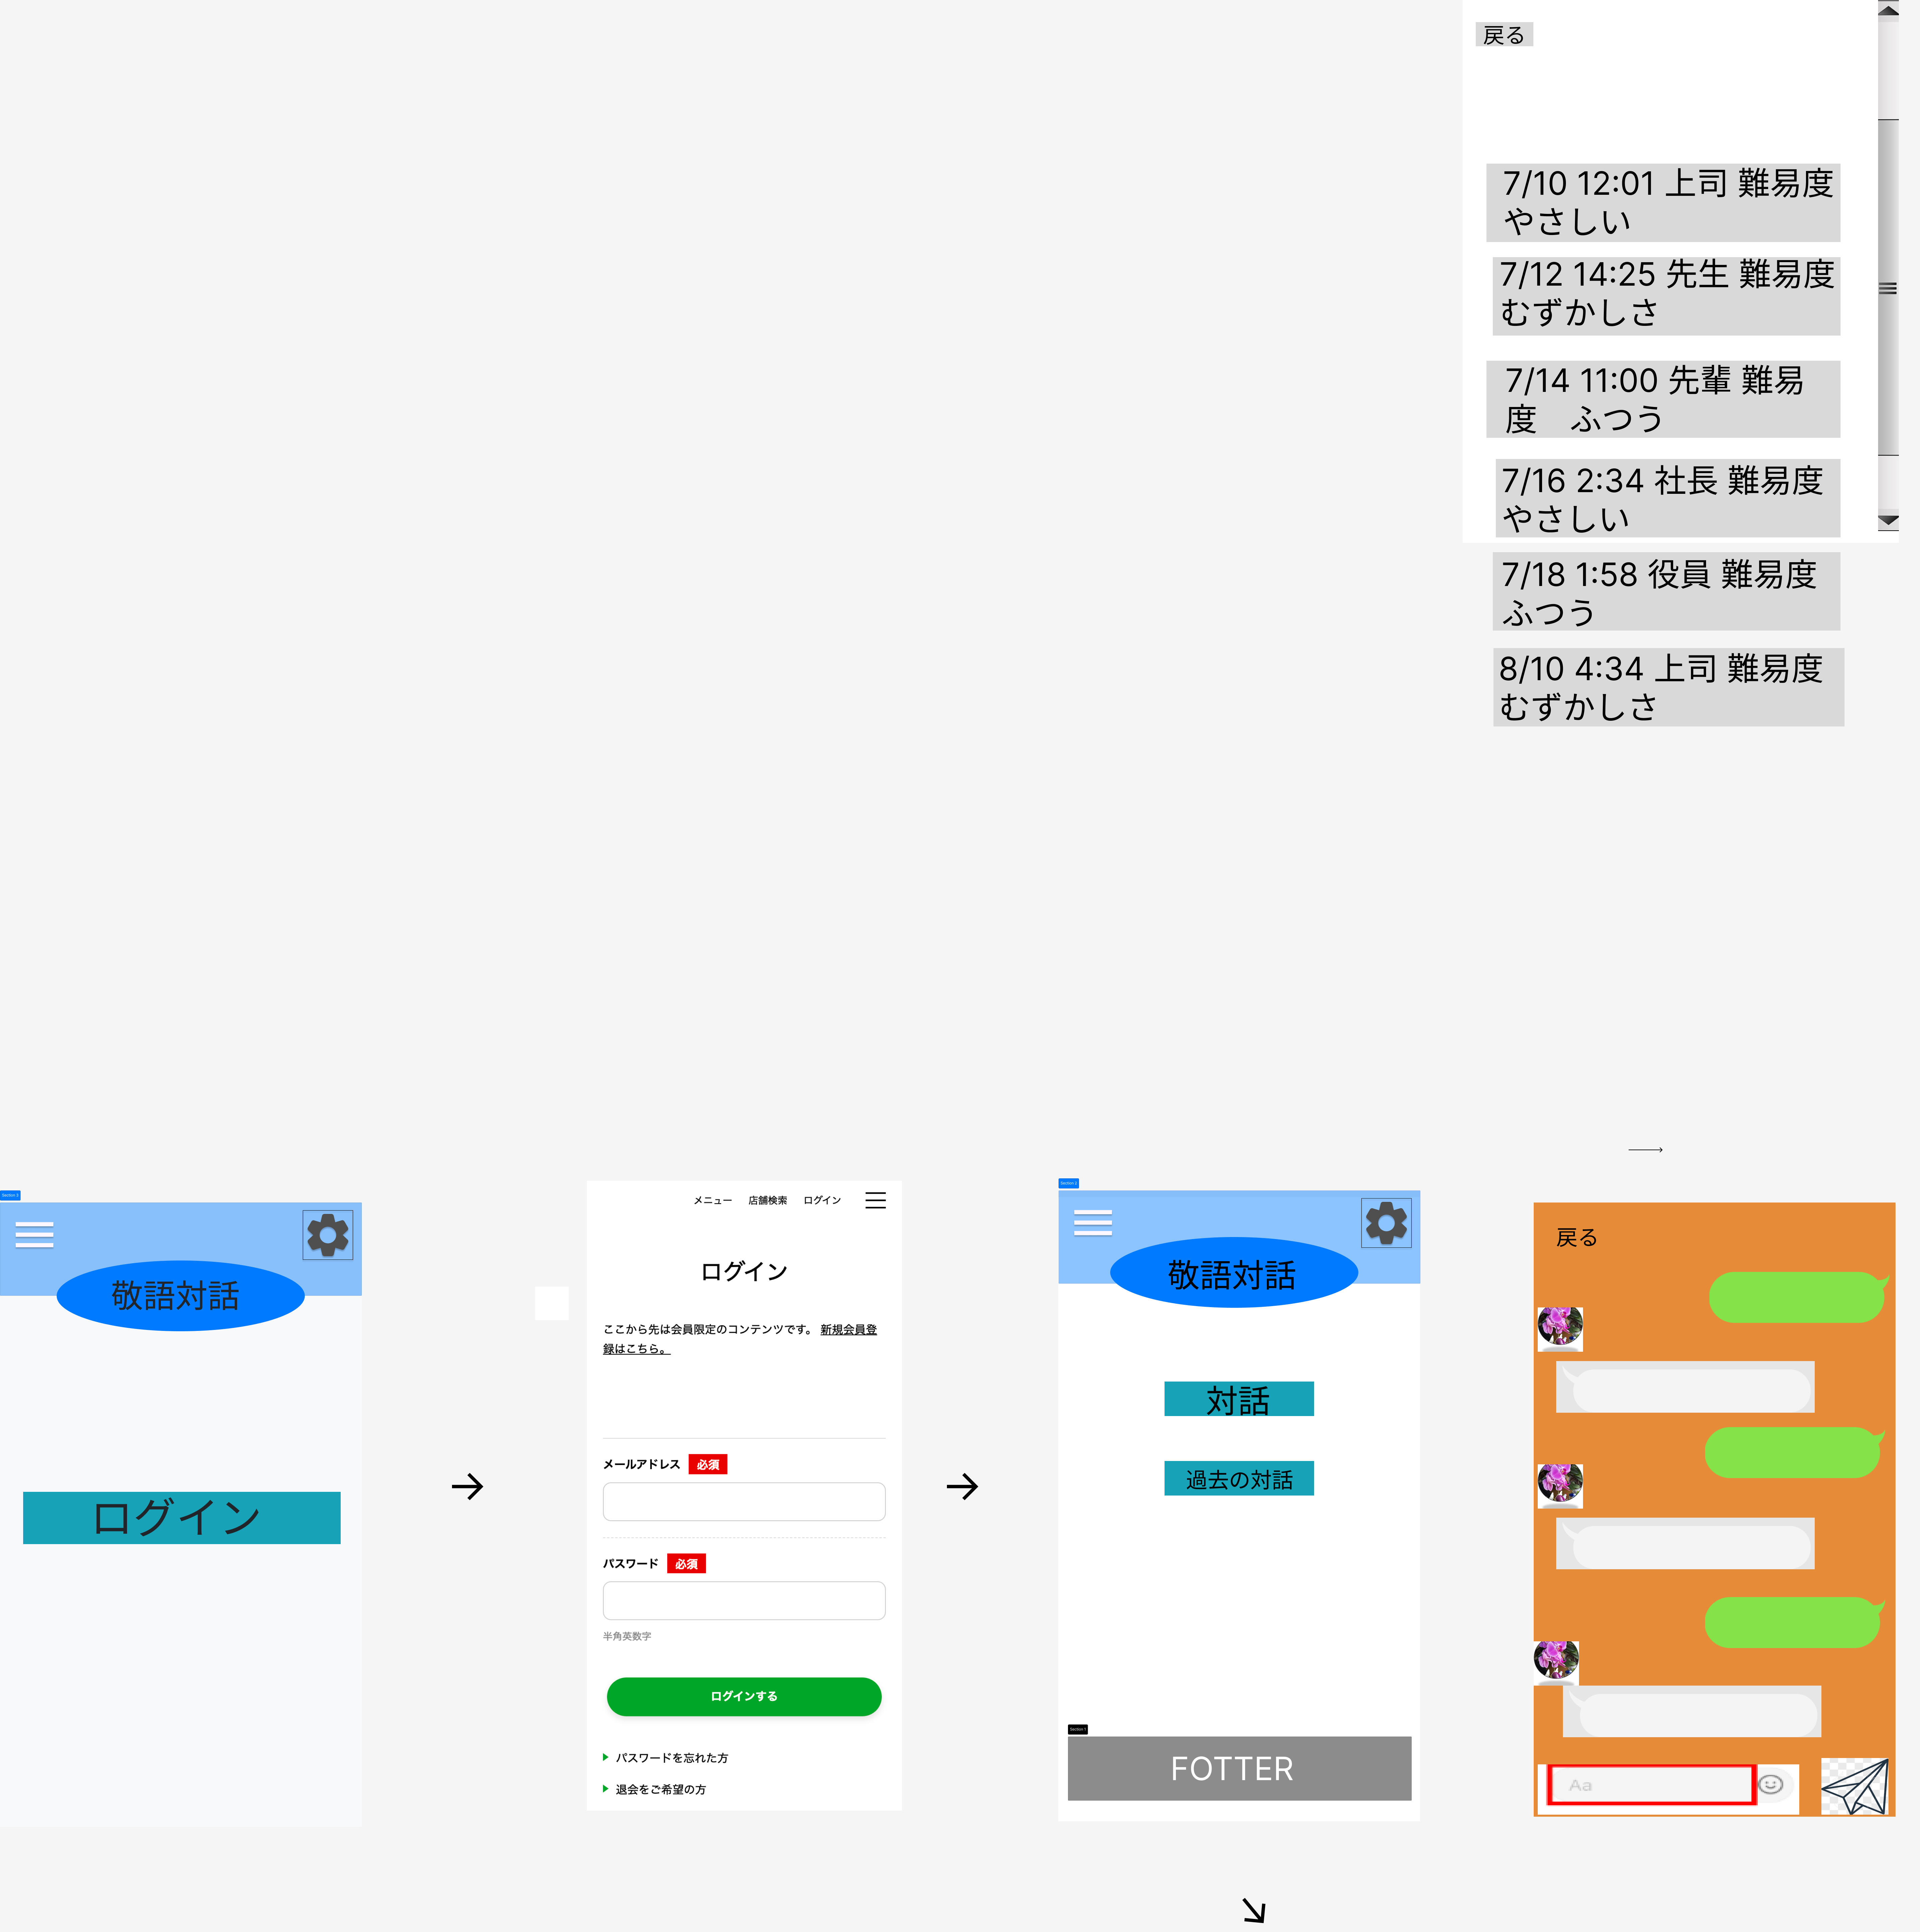 戻る
7/10 12:01 上司 難易度
やさしい
7/12 14:25 先生 難易度
むずかしさ
7/14 11:00 先輩 難易
度　ふつう
7/16 2:34 社長 難易度
やさしい
7/18 1:58 役員 難易度
ふつう
8/10 4:34 上司 難易度
むずかしさ
Section 3
敬語対話
ログイン
メニュー 店舗検索 ログイン
ログイン
ここから先は会員限定のコンテンツです。 新規会員登
録はこちら。
メールアドレス 必須
パスワード 必須
半角英数字
ログインする
パスワードを忘れた方
退会をご希望の方
Section 2
敬語対話
対話
過去の対話
Section 1
FOTTER
戻る
Aa